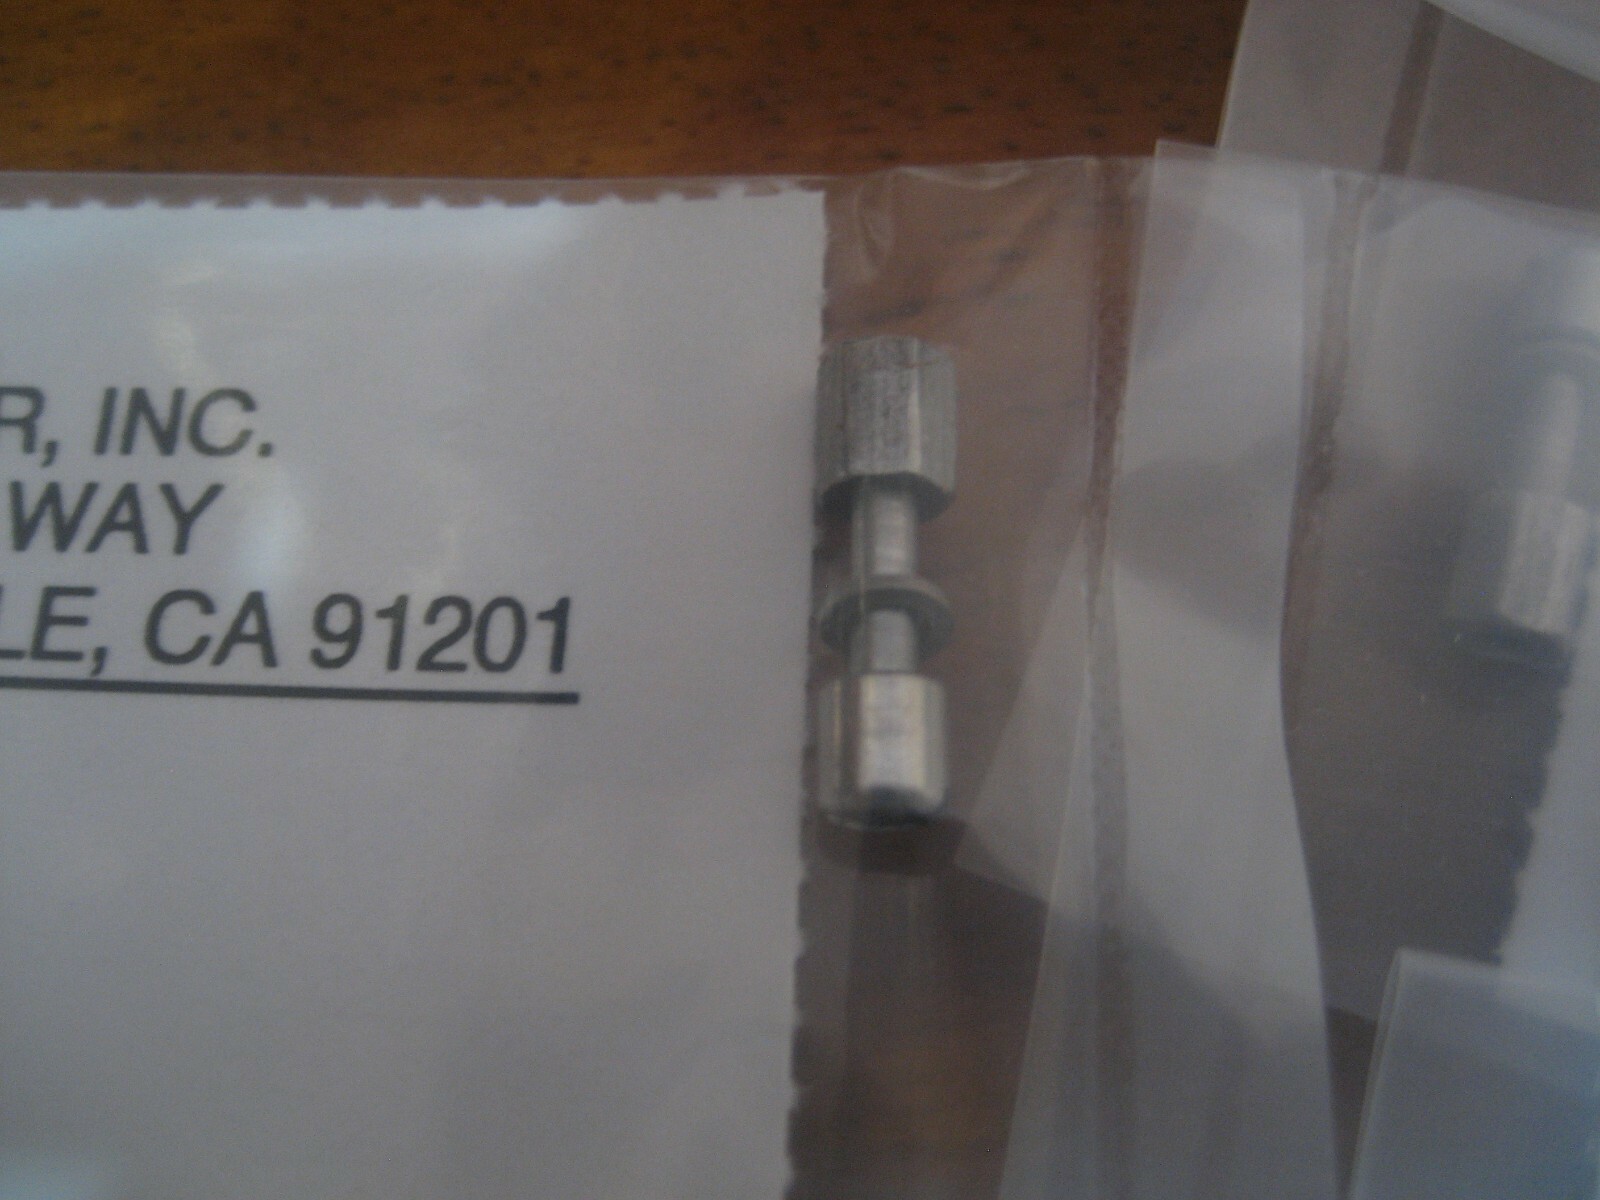 R, INC.
WAY
LE, CA 91201